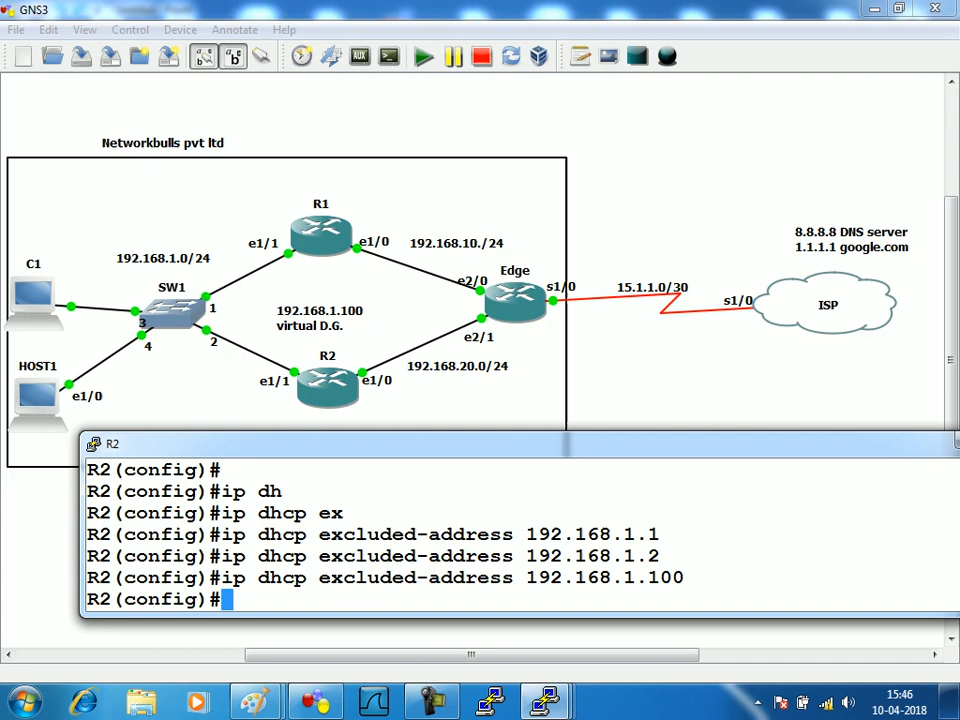 GNS3
File Edit View Control Device Annotate Help
Networkbulls pvt ltd
R1
e1/1
e1/0
192.168.10./24
8.8.8.8 DNS server
1.1.1.1 google.com
C1
192.168.1.0/24
SW1
Edge
e2/0
s1/0
15.1.1.0/30
s1/0
ISP
1
3
4
2
192.168.1.100
virtual D.G.
e2/1
R2
HOST1
e1/0
e1/1
e1/0
192.168.20.0/24
R2
R2(config)#
R2(config)#ip dh
R2(config)#ip dhcp ex
R2(config)#ip dhcp excluded-address 192.168.1.1
R2(config)#ip dhcp excluded-address 192.168.1.2
R2(config)#ip dhcp excluded-address 192.168.1.100
R2(config)#
15:46
10-04-2018